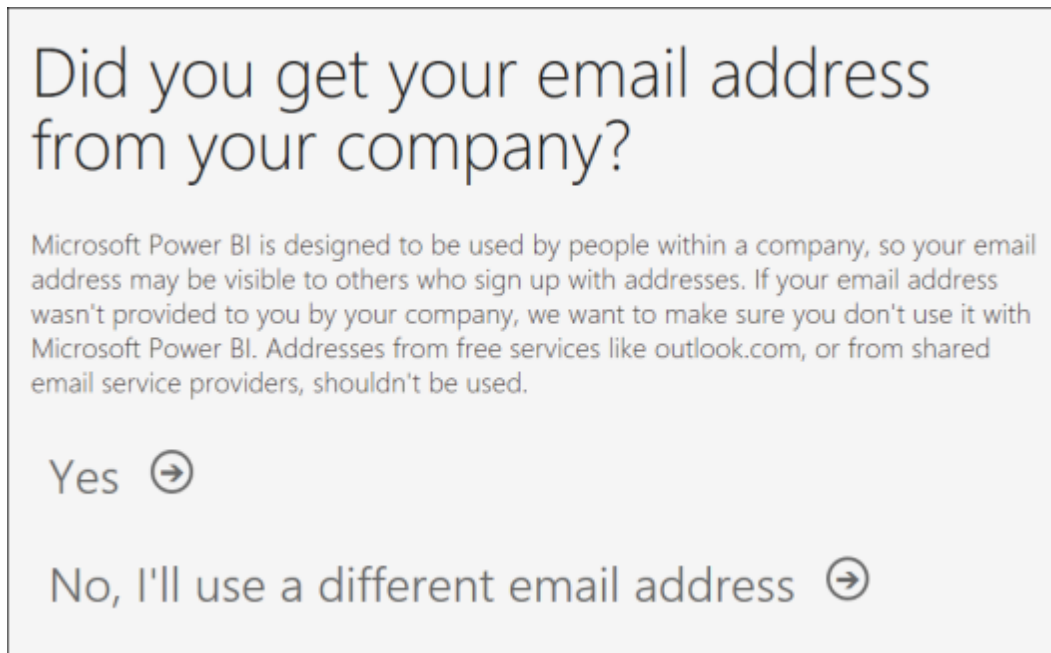 Did you get your email address
from your company?
Microsoft Power BI is designed to be used by people within a company, so your email
address may be visible to others who sign up with addresses. If your email address
wasn't provided to you by your company, we want to make sure you don't use it with
Microsoft Power BI. Addresses from free services like outlook.com, or from shared
email service providers, shouldn't be used.
Yes
No, I'll use a different email address